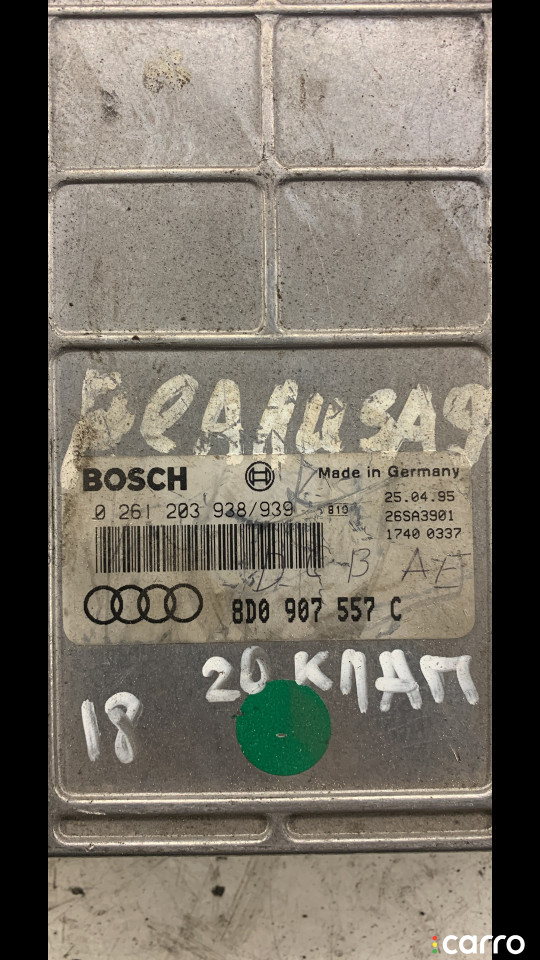 BOSCH
Made in Germany
0 261 203 938/939
810
25.04.95
26SA3901
1740 0337
AE
8D0 907 557 C
20 КЛАП
18
carro